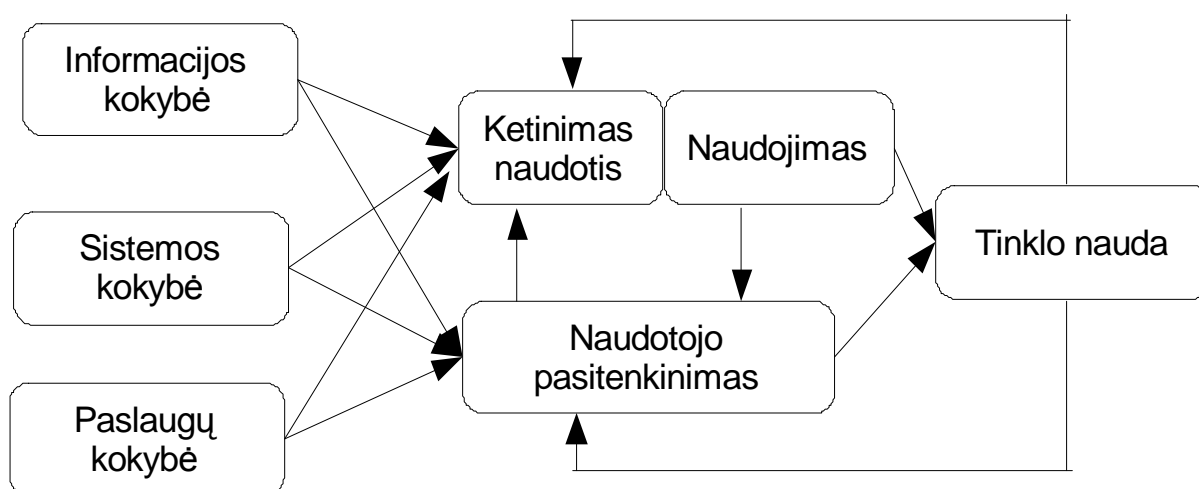 Informacijos
kokybė
Sistemos
kokybė
Paslaugų
kokybė
Ketinimas
naudotis
Naudojimas
Naudotojo
pasitenkinimas
Tinklo nauda